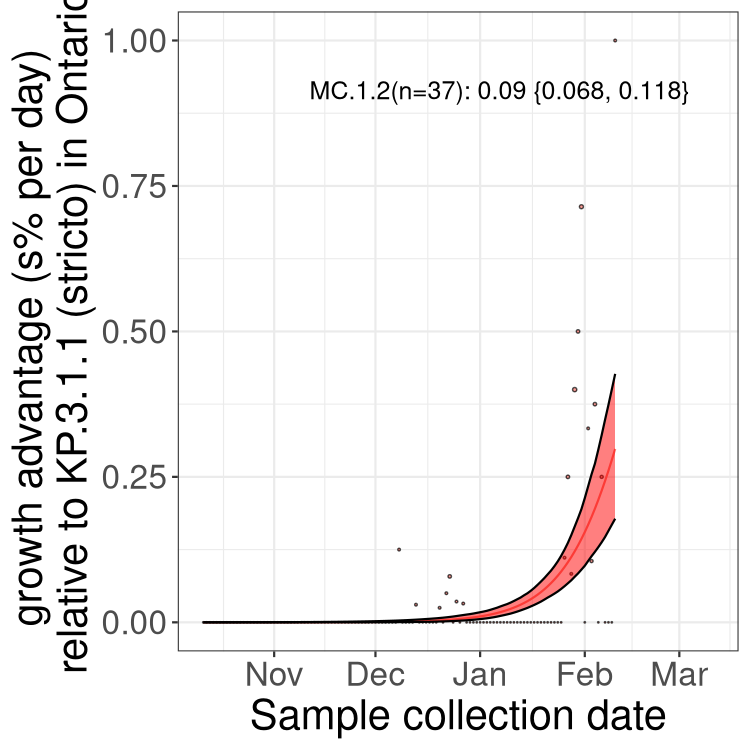 growth advantage (s% per day)
relative to KP.3.1.1 (stricto) in Ontario
1.00
0.75
0.50
0.25
0.00
MC.1.2(n=37): 0.09 {0.068, 0.118}
Nov Dec Jan Feb Mar
Sample collection date